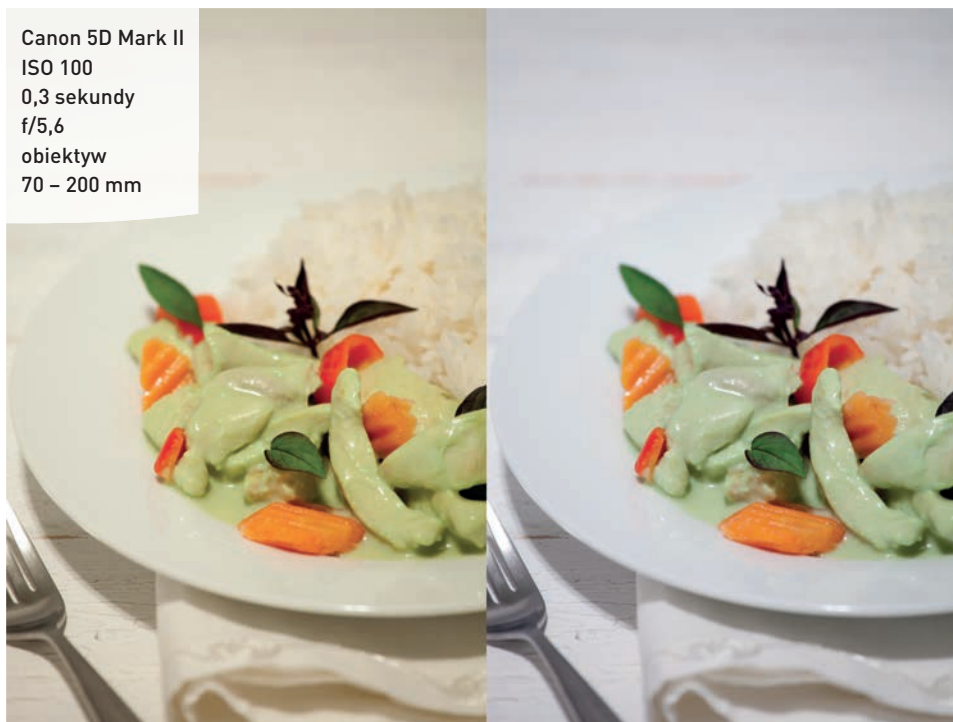 Canon 5D Mark II
ISO 100
0,3 sekundy
f/5,6
obiektyw
70 – 200 mm